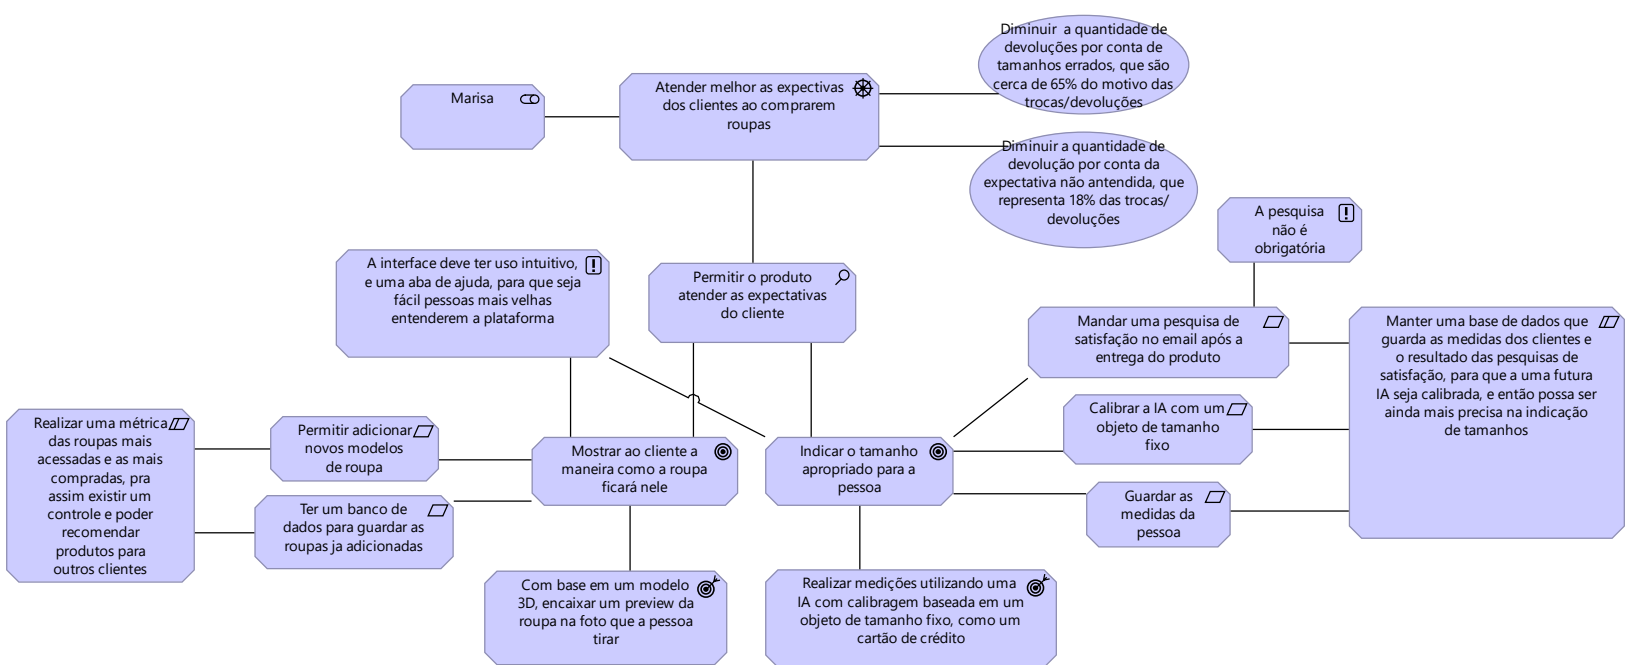 Diminuir  a quantidade de
devoluções por conta de
tamanhos errados, que são
cerca de 65% do motivo das
trocas/devoluções
Marisa
Atender melhor as expectivas
dos clientes ao comprarem
roupas
Diminuir a quantidade de
devolução por conta da
expectativa não antendida, que
representa 18% das trocas/
devoluções
A pesquisa
não é
obrigatória
A interface deve ter uso intuitivo,
e uma aba de ajuda, para que seja
fácil pessoas mais velhas
entenderem a plataforma
Permitir o produto
atender as expectativas
do cliente
Mandar uma pesquisa de
satisfação no email após a
entrega do produto
Manter uma base de dados que
guarda as medidas dos clientes e
o resultado das pesquisas de
satisfação, para que a uma futura
IA seja calibrada, e então possa ser
ainda mais precisa na indicação
de tamanhos
Realizar uma métrica
das roupas mais
acessadas e as mais
compradas, pra
assim existir um
controle e poder
recomendar
produtos para
outros clientes
Permitir adicionar
novos modelos
de roupa
Mostrar ao cliente a
maneira como a roupa
ficará nele
Indicar o tamanho
apropriado para a
pessoa
Calibrar a IA com um
objeto de tamanho
fixo
Ter um banco de
dados para guardar as
roupas ja adicionadas
Guardar as
medidas da
pessoa
Com base em um modelo
3D, encaixar um preview da
roupa na foto que a pessoa
tirar
Realizar medições utilizando uma
IA com calibragem baseada em um
objeto de tamanho fixo, como um
cartão de crédito